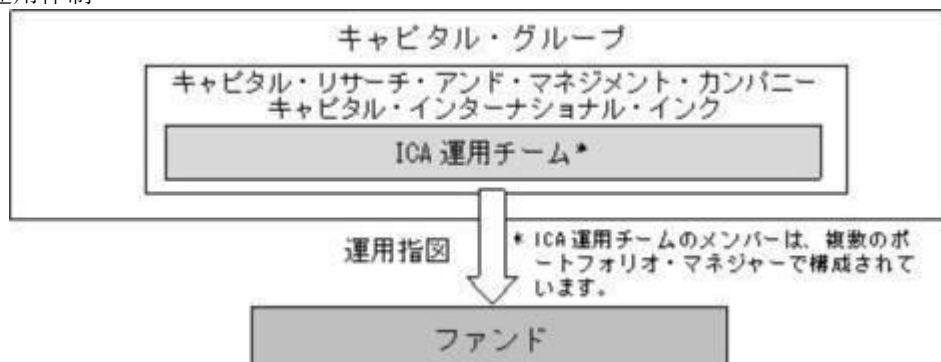 キャピタル・グループ
キャピタル・リサーチ・アンド・マネジメント・カンパニー
キャピタル・インターナショナル・インク
ICA 運用チーム*
運用指図
* ICA 運用チームのメンバーは、複数のポ
ートフォリオ・マネジャーで構成されて
います。
ファンド